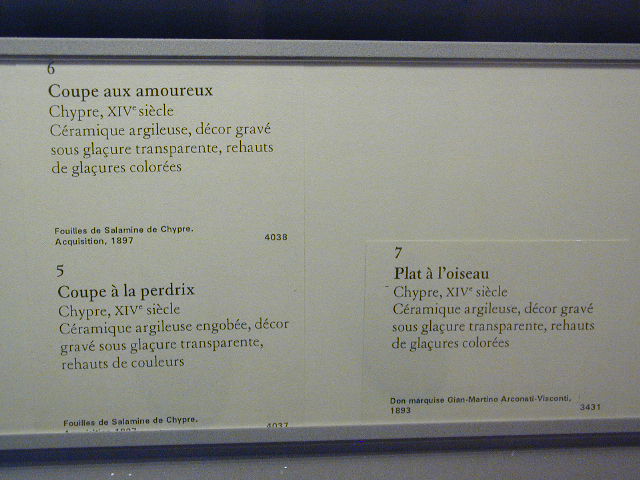 6
Coupe aux amoureux
Chypre, XIVe siècle
Céramique argileuse, décor gravé
sous glaçure transparente, rehauts
de glaçures colorées
Fouilles de Salamine de Chypre.
Acquisition, 1897
4038
5
Coupe à la perdrix
Chypre, XIVe siècle
Céramique argileuse engobée, décor
gravé sous glaçure transparente,
rehauts de couleurs
Fouilles de Salamine de Chypre.
Acquisition, 1897
4037
7
Plat à l'oiseau
Chypre, XIVe siècle
Céramique argileuse, décor gravé
sous glaçure transparente, rehauts
de glaçures colorées
Don marquise Gian-Martino Arconati-Visconti,
1893
3431